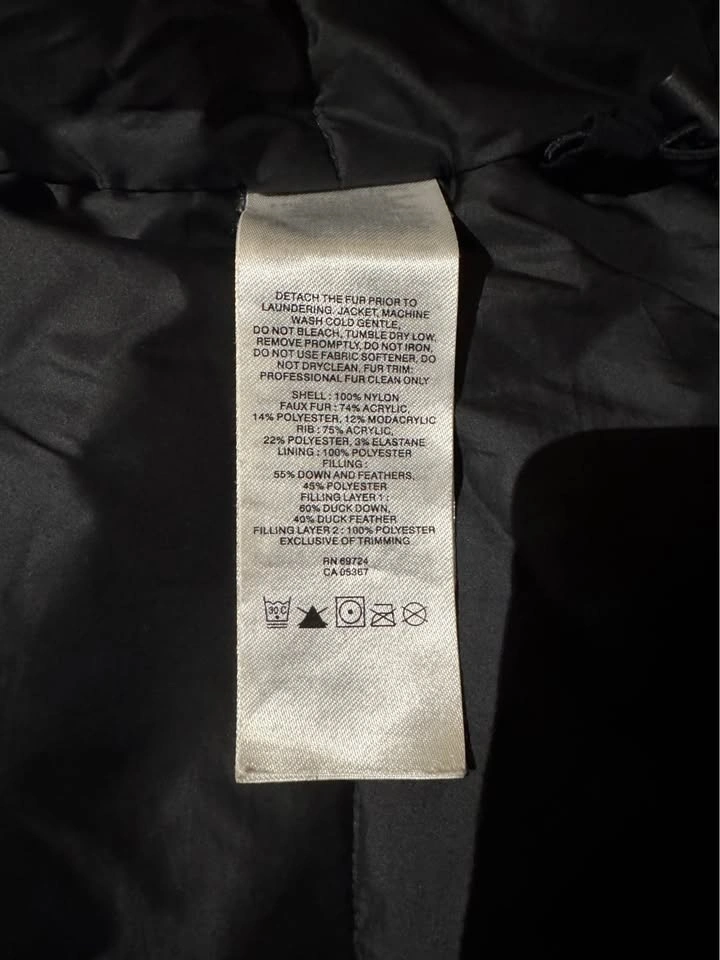 DETACH THE FUR PRIOR TO
LAUNDERING. JACKET, MACHINE
WASH COLD GENTLE,
DO NOT BLEACH, TUMBLE DRY LOW,
REMOVE PROMPTLY, DO NOT IRON,
DO NOT USE FABRIC SOFTENER, DO
NOT DRYCLEAN, FUR TRIM:
PROFESSIONAL FUR CLEAN ONLY
SHELL : 100% NYLON
FAUX FUR : 74% ACRYLIC,
14% POLYESTER, 12% MODACRYLIC
RIB : 75% ACRYLIC,
22% POLYESTER, 3% ELASTANE
LINING : 100% POLYESTER
FILLING :
55% DOWN AND FEATHERS,
45% POLYESTER
FILLING LAYER 1 :
60% DUCK DOWN,
40% DUCK FEATHER
FILLING LAYER 2 : 100% POLYESTER
EXCLUSIVE OF TRIMMING
RN 69724
CA 05367
30 C